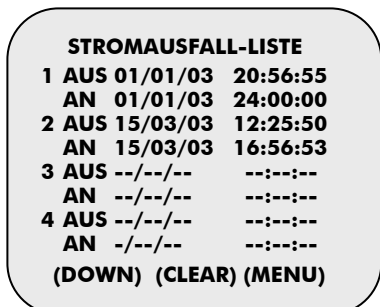 STROMAUSFALL-LISTE
1 AUS 01/01/03 20:56:55
AN 01/01/03 24:00:00
2 AUS 15/03/03 12:25:50
AN 15/03/03 16:56:53
3 AUS --/--/-- --:--:--
AN --/--/-- --:--:--
4 AUS --/--/-- --:--:--
AN -/--/-- --:--:--
(DOWN) (CLEAR) (MENU)